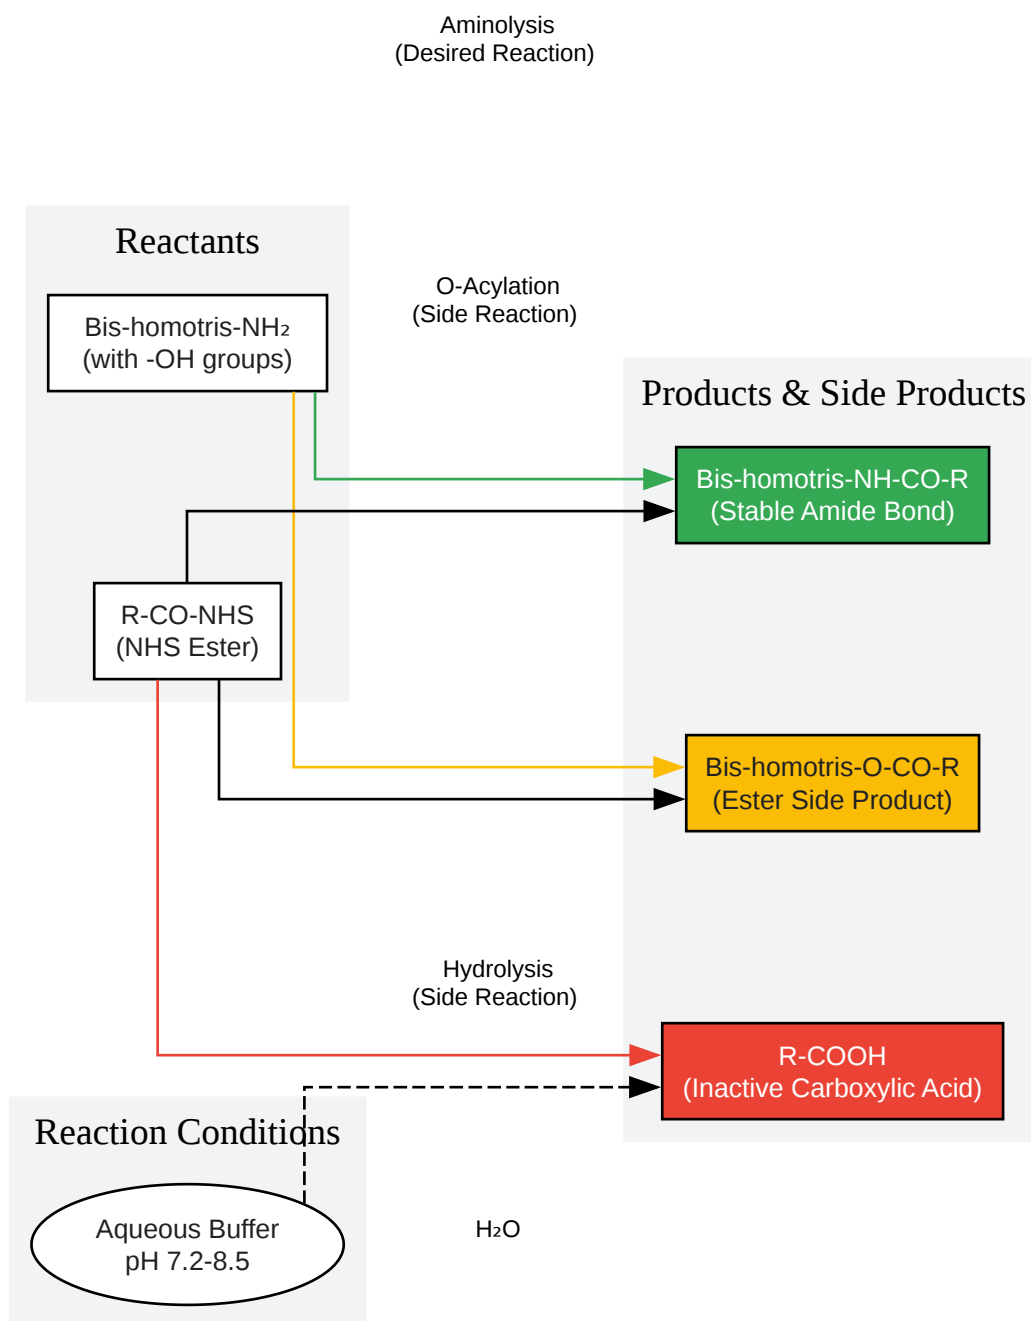 Aminolysis
(Desired Reaction)
Reactants
Bis-homotris-NH₂
(with -OH groups)
O-Acylation
(Side Reaction)
Products & Side Products
Bis-homotris-NH-CO-R
(Stable Amide Bond)
R-CO-NHS
(NHS Ester)
Bis-homotris-O-CO-R
(Ester Side Product)
Hydrolysis
(Side Reaction)
R-COOH
(Inactive Carboxylic Acid)
Reaction Conditions
Aqueous Buffer
pH 7.2-8.5
H₂O